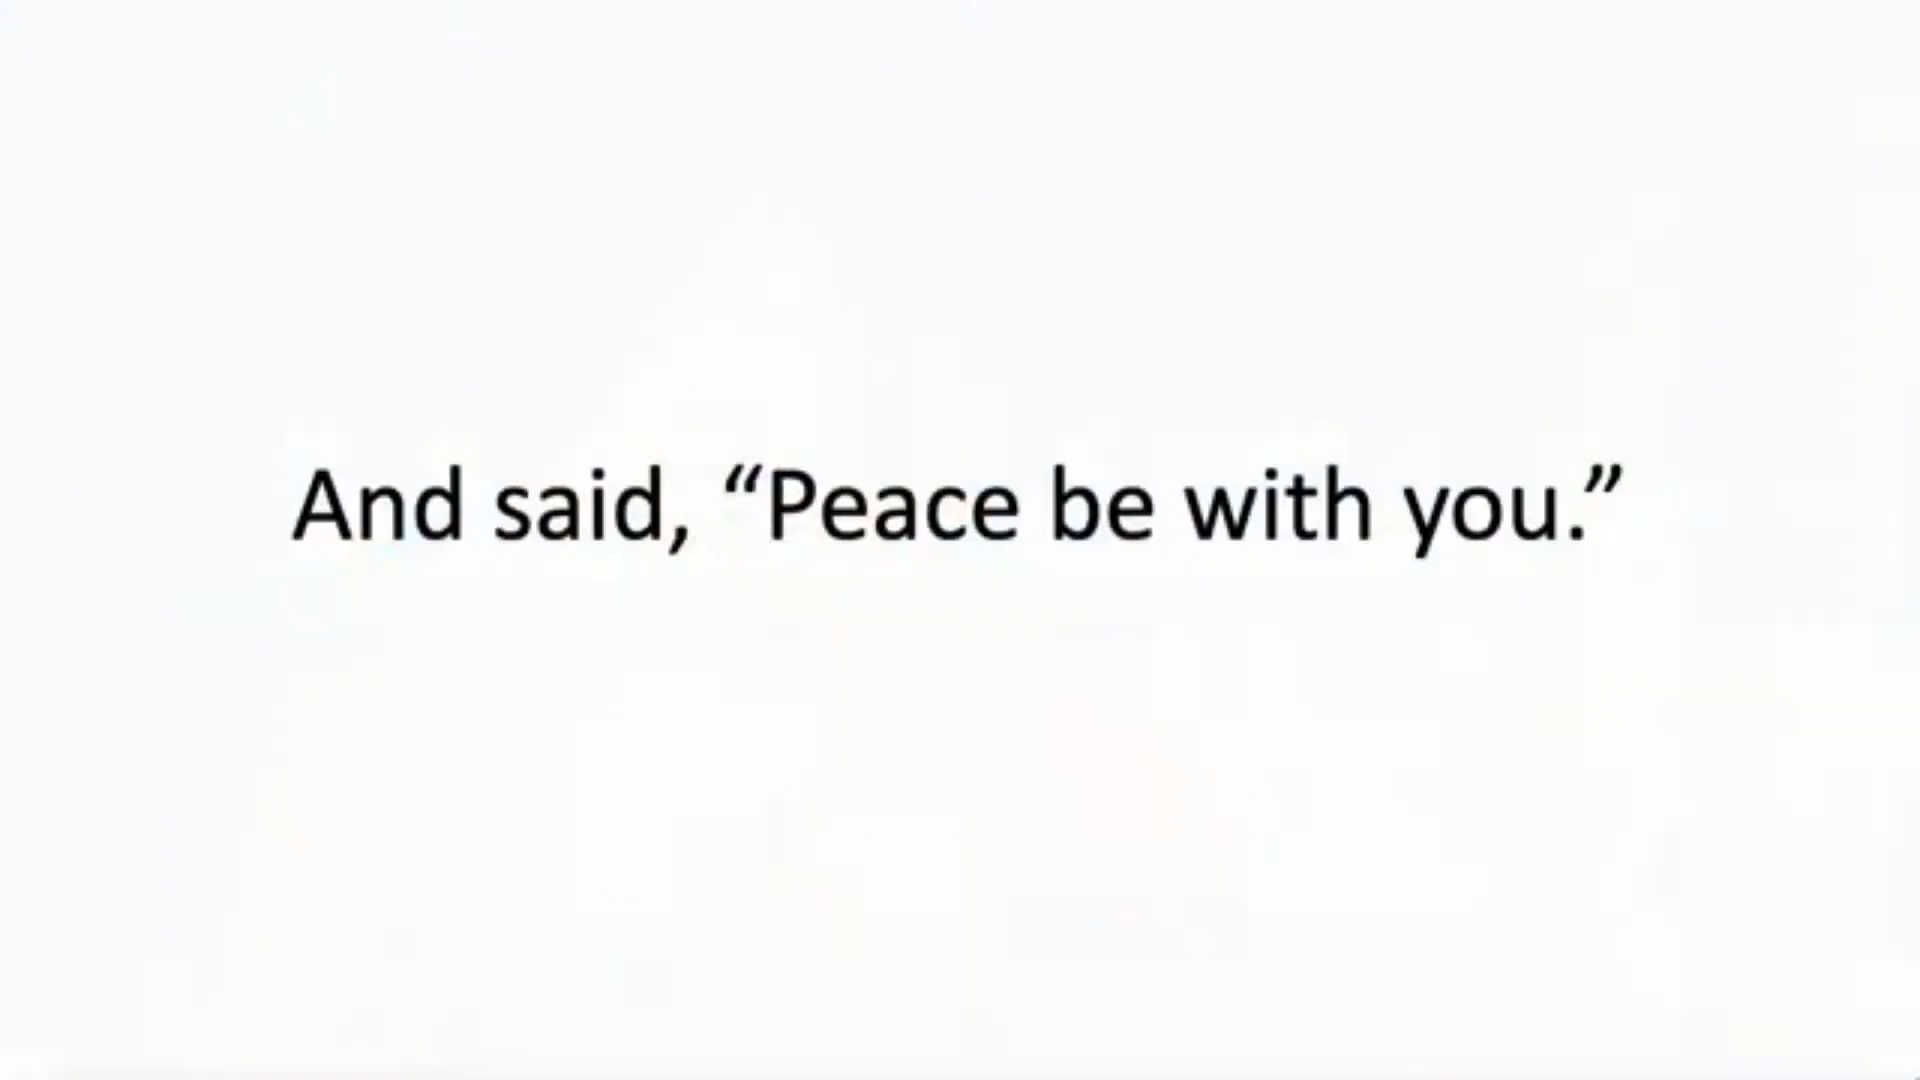 And said, “Peace be with you.”